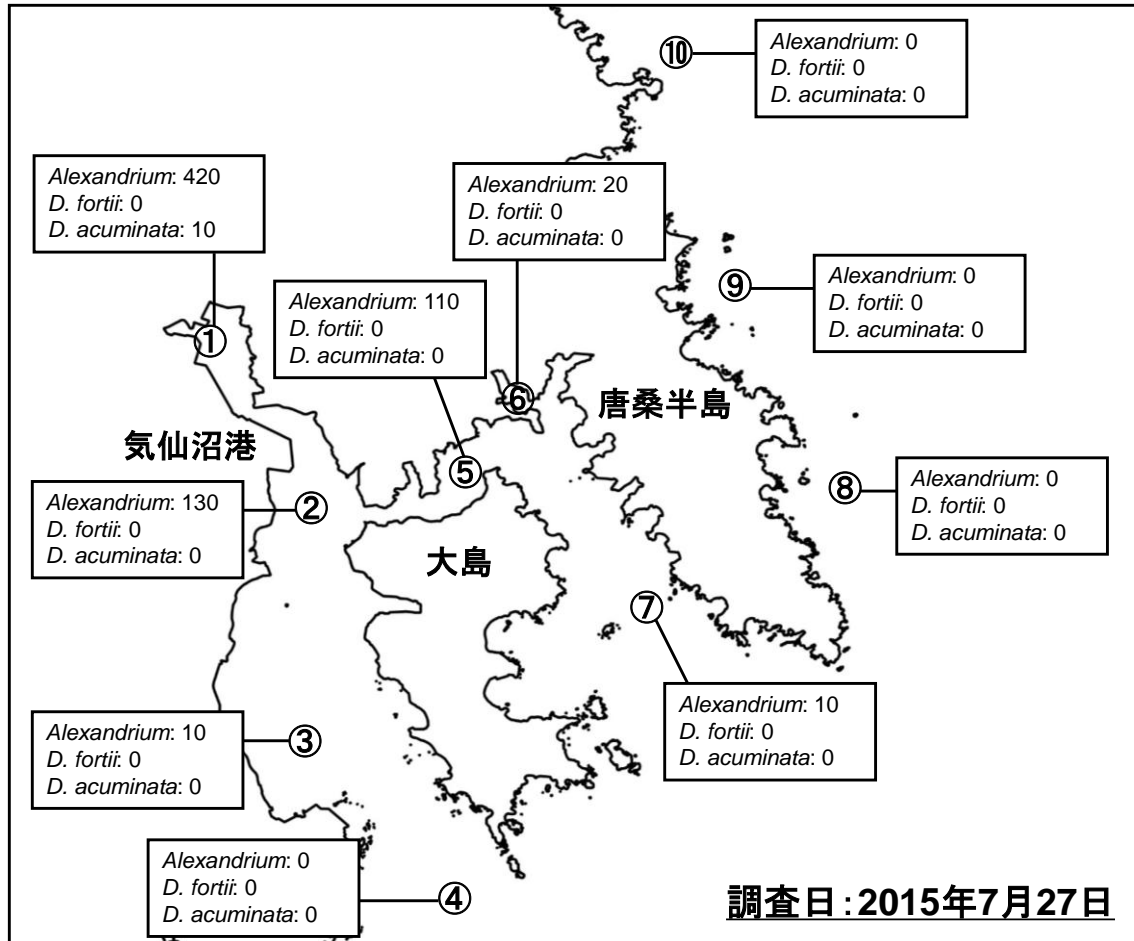 ⑩
Alexandrium: 0
D. fortii: 0
D. acuminata: 0
Alexandrium: 420
D. fortii: 0
D. acuminata: 10
①
Alexandrium: 20
D. fortii: 0
D. acuminata: 0
⑥
Alexandrium: 110
D. fortii: 0
D. acuminata: 0
⑤
⑨
Alexandrium: 0
D. fortii: 0
D. acuminata: 0
唐桑半島
気仙沼港
Alexandrium: 130
D. fortii: 0
D. acuminata: 0
②
大島
⑧
Alexandrium: 0
D. fortii: 0
D. acuminata: 0
⑦
Alexandrium: 10
D. fortii: 0
D. acuminata: 0
Alexandrium: 10
D. fortii: 0
D. acuminata: 0
③
Alexandrium: 0
D. fortii: 0
D. acuminata: 0
④
調査日:2015年7月27日